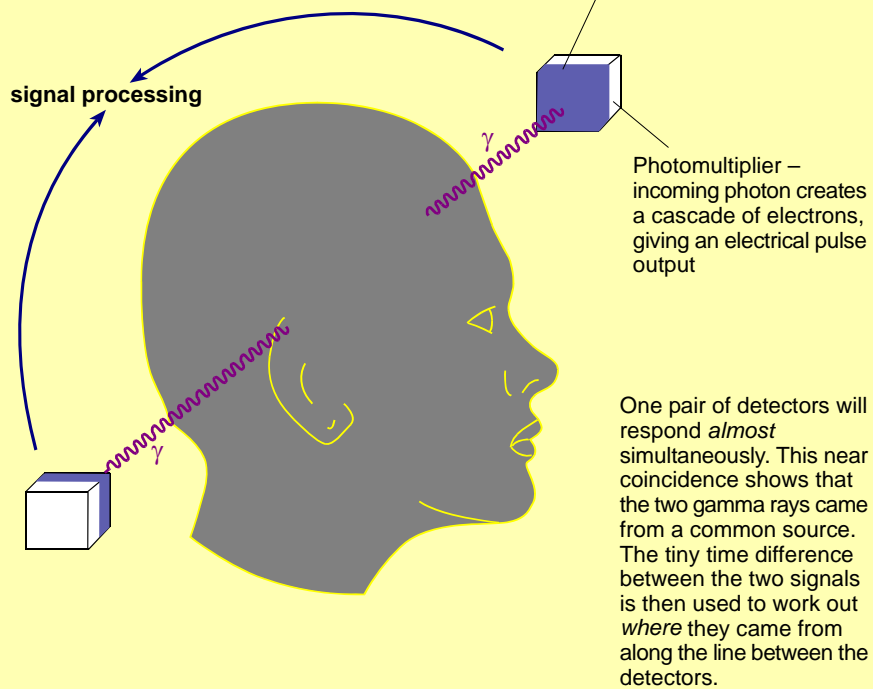 signal processing
γ
γ
Photomultiplier –
incoming photon creates
a cascade of electrons,
giving an electrical pulse
output
One pair of detectors will
respond almost
simultaneously. This near
coincidence shows that
the two gamma rays came
from a common source.
The tiny time difference
between the two signals
is then used to work out
where they came from
along the line between the
detectors.